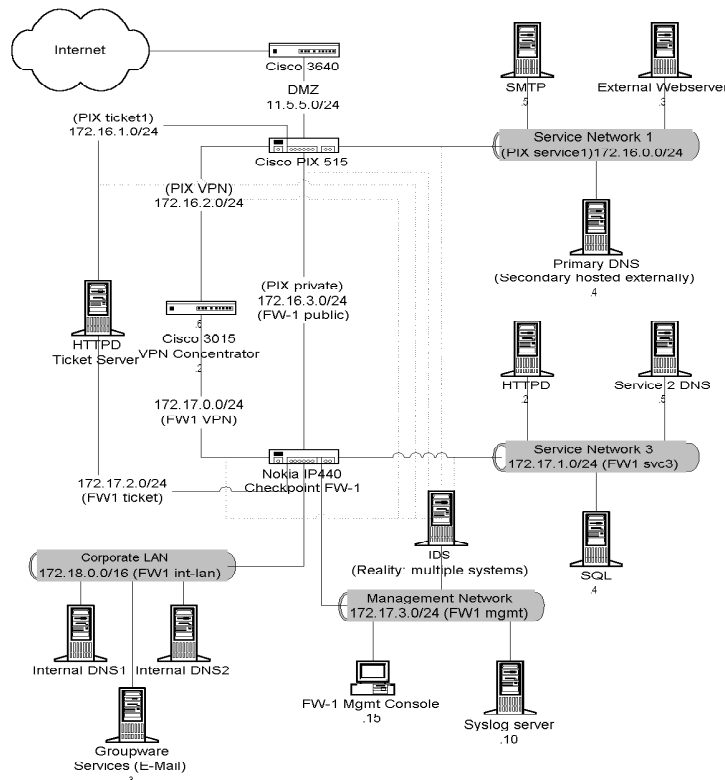 Internet
Cisco 3640
DMZ
11.5.5.0/24
SMTP
.5
External Webserver
.3
(PIX ticket1)
172.16.1.0/24
Cisco PIX 515
Service Network 1
(PIX service1)172.16.0.0/24
(PIX VPN)
172.16.2.0/24
Primary DNS
(Secondary hosted externally)
.4
(PIX private)
172.16.3.0/24
(FW-1 public)
HTTPD
Ticket Server
.6
Cisco 3015
VPN Concentrator
.2
HTTPD
.2
Service 2 DNS
.5
172.17.0.0/24
(FW1 VPN)
Service Network 3
172.17.1.0/24 (FW1 svc3)
Nokia IP440
Checkpoint FW-1
172.17.2.0/24
(FW1 ticket)
IDS
(Reality: multiple systems)
SQL
.4
Corporate LAN
172.18.0.0/16 (FW1 int-lan)
Management Network
172.17.3.0/24 (FW1 mgmt)
Internal DNS1
Internal DNS2
FW-1 Mgmt Console
.15
Syslog server
.10
Groupware
Services (E-Mail)
.3